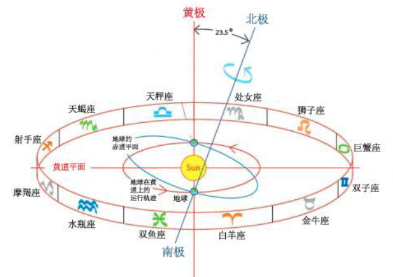 黄极
北极
23.5°
天秤座
处女座
天蝎座
狮子座
射手座
地球的
赤道平面
巨蟹座
黄道平面
Sun
双子座
摩羯座
地球在黄
道上的
运行轨迹
地球
水瓶座
双鱼座
白羊座
金牛座
南极